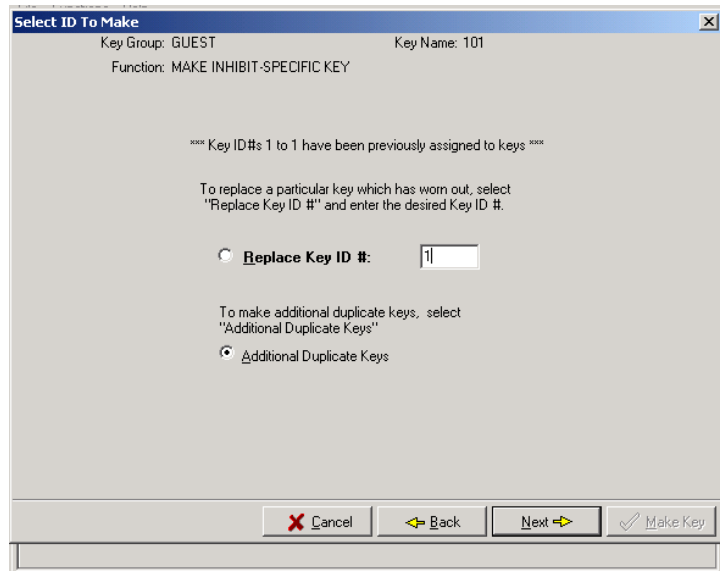 Select ID To Make
Key Group: GUEST Key Name: 101
Function: MAKE INHIBIT-SPECIFIC KEY
*** Key ID#s 1 to 1 have been previously assigned to keys ***
To replace a particular key which has worn out, select
"Replace Key ID #" and enter the desired Key ID #.
Replace Key ID #: 1
To make additional duplicate keys, select
"Additional Duplicate Keys"
Additional Duplicate Keys
Cancel Back Next Make Key